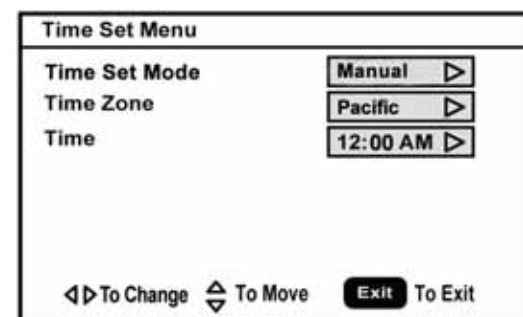 Time Set Menu
Time Set Mode Manual
Time Zone Pacific
Time 12:00 AM
To Change To Move Exit To Exit